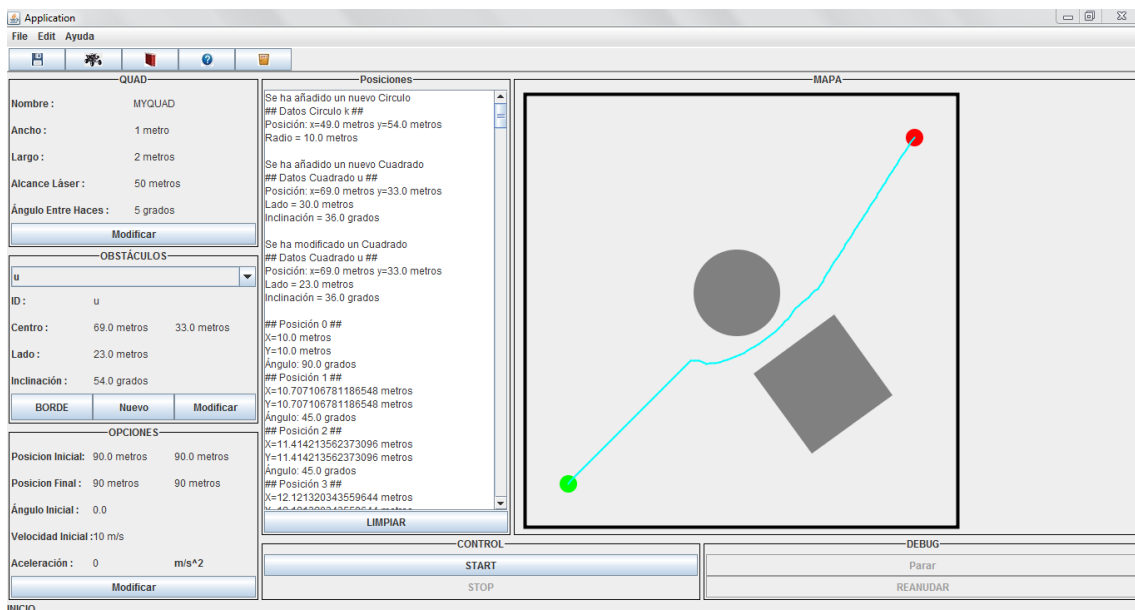 Application
File Edit Ayuda
QUAD
Nombre : MYQUAD
Ancho : 1 metro
Largo : 2 metros
Alcance Láser : 50 metros
Ángulo Entre Haces : 5 grados
Modificar
OBSTÁCULOS
u
ID : u
Centro : 69.0 metros 33.0 metros
Lado : 23.0 metros
Inclinación : 54.0 grados
BORDE Nuevo Modificar
OPCIONES
Posicion Inicial: 90.0 metros 90.0 metros
Posicion Final : 90 metros 90 metros
Ángulo Inicial : 0.0
Velocidad Inicial :10 m/s
Aceleración : 0 m/s^2
Modificar
INICIO
Posiciones
Se ha añadido un nuevo Circulo
## Datos Circulo k ##
Posición: x=49.0 metros y=54.0 metros
Radio = 10.0 metros
Se ha añadido un nuevo Cuadrado
## Datos Cuadrado u ##
Posición: x=69.0 metros y=33.0 metros
Lado = 30.0 metros
Inclinación = 36.0 grados
Se ha modificado un Cuadrado
## Datos Cuadrado u ##
Posición: x=69.0 metros y=33.0 metros
Lado = 23.0 metros
Inclinación = 36.0 grados
## Posición 0 ##
X=10.0 metros
Y=10.0 metros
Ángulo: 90.0 grados
## Posición 1 ##
X=10.707106781186548 metros
Y=10.707106781186548 metros
Ángulo: 45.0 grados
## Posición 2 ##
X=11.414213562373096 metros
Y=11.414213562373096 metros
Ángulo: 45.0 grados
## Posición 3 ##
X=12.121320343559644 metros
LIMPIAR
MAPA
CONTROL
START
STOP
DEBUG
Parar
REANUDAR